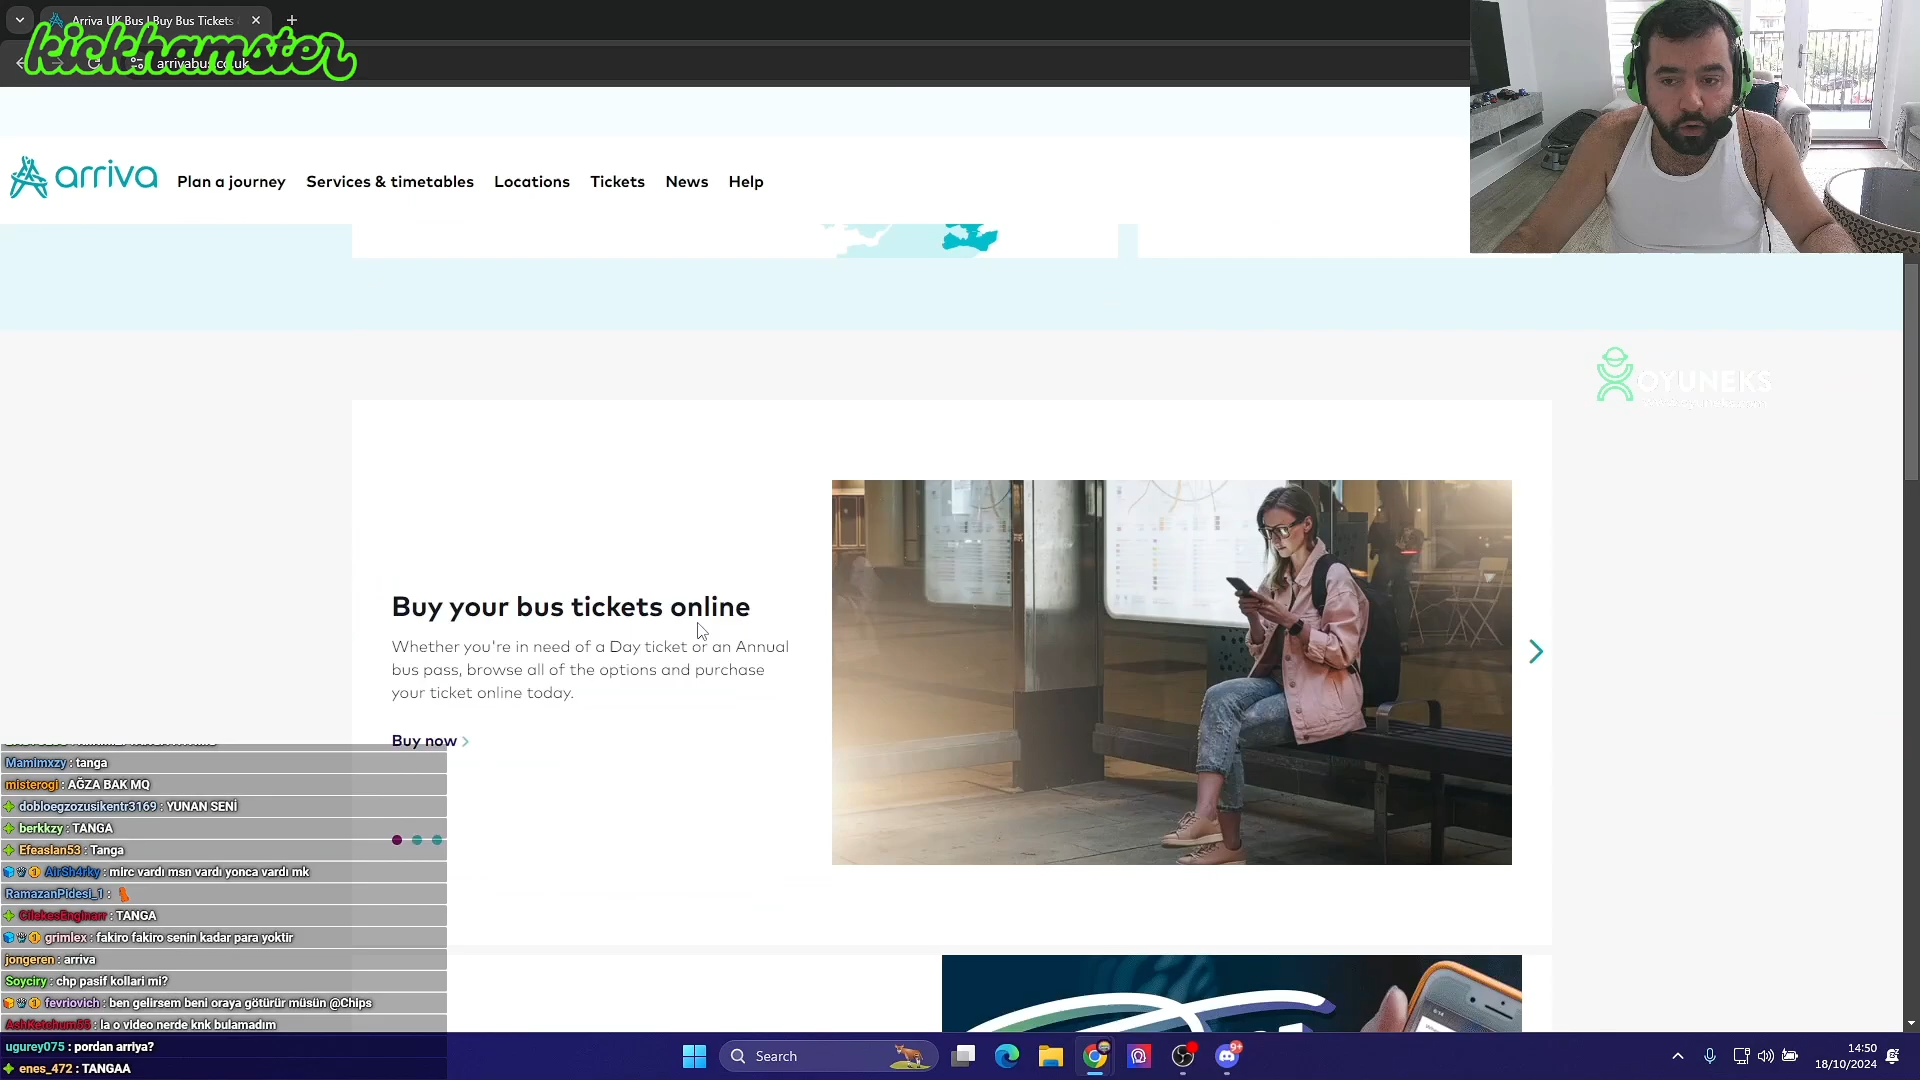 Arriva UK Bus | Buy Bus Tickets
kickhamster
arrivabus.co.uk
arriva
Plan a journey
Services & timetables
Locations
Tickets
News
Help
OYUNEKS
Buy your bus tickets online
Whether you're in need of a Day ticket or an Annual
bus pass, browse all of the options and purchase
your ticket online today.
Buy now
Mamlmxzy : tanga
misterogi : AĞZA BAK MQ
dobloegzozusikentr3169 : YUNAN SENİ
berkkzy : TANGA
Efeaslan53 : Tanga
AirSh4rky : mirc vardı msn vardı yonca vardı mk
RamazanPidesi_1 :
CilekesEnginarr : TANGA
grimlex : fakiro fakiro senin kadar para yoktir
jongeren : arriva
Soyciry : chp pasif kollari mi?
fevriovich : ben gelirsem beni oraya götürür müsün @Chips
AshKetchum55 : la o video nerde knk bulamadım
ugurey075 : pordan arriya?
enes_472 : TANGAA
Search
9+
14:50
18/10/2024